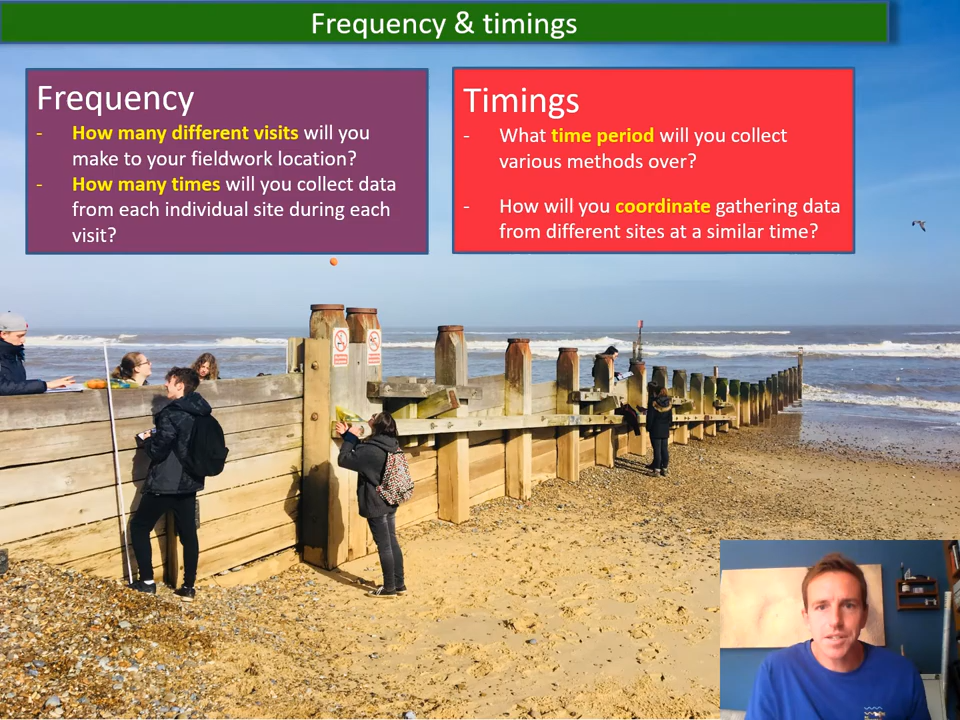 Frequency & timings
Frequency
- How many different visits will you
make to your fieldwork location?
- How many times will you collect data
from each individual site during each
visit?
Timings
- What time period will you collect
various methods over?
- How will you coordinate gathering data
from different sites at a similar time?